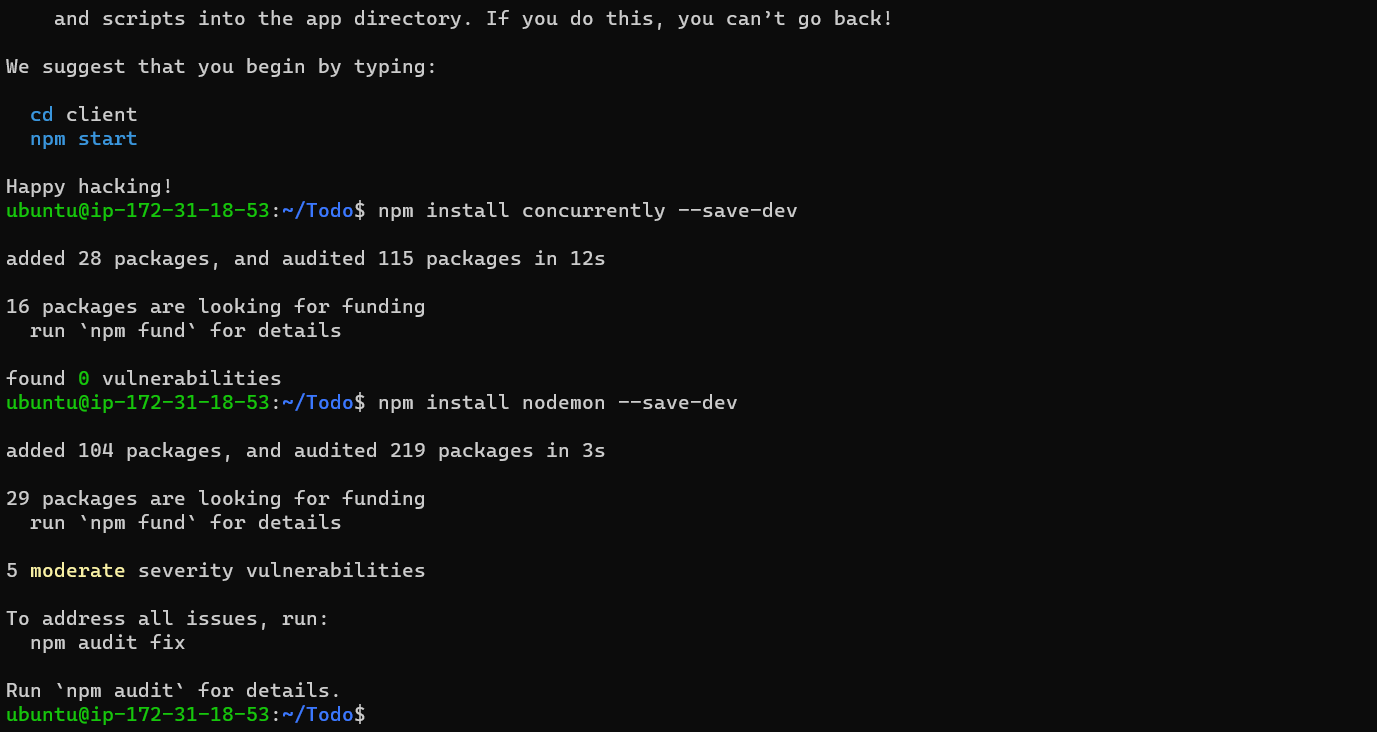 and scripts into the app directory. If you do this, you can’t go back!
We suggest that you begin by typing:
cd client
npm start
Happy hacking!
ubuntu@ip-172-31-18-53:~/Todo$ npm install concurrently --save-dev
added 28 packages, and audited 115 packages in 12s
16 packages are looking for funding
run `npm fund` for details
found 0 vulnerabilities
ubuntu@ip-172-31-18-53:~/Todo$ npm install nodemon --save-dev
added 104 packages, and audited 219 packages in 3s
29 packages are looking for funding
run `npm fund` for details
5 moderate severity vulnerabilities
To address all issues, run:
npm audit fix
Run `npm audit` for details.
ubuntu@ip-172-31-18-53:~/Todo$